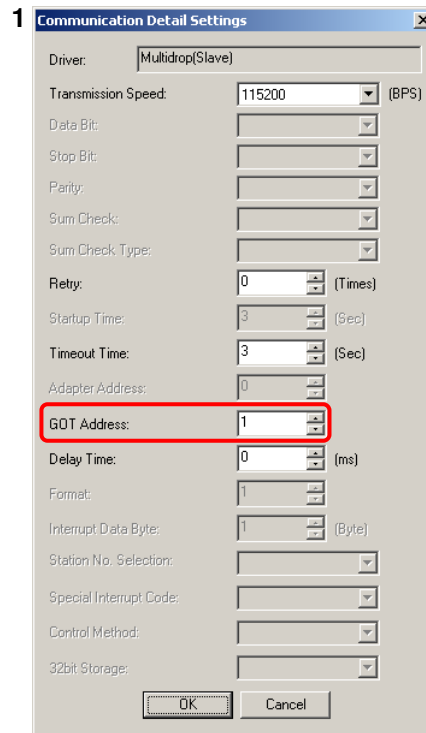 1
Communication Detail Settings
Driver: Multidrop(Slave)
Transmission Speed: 115200 (BPS)
Data Bit:
Stop Bit:
Parity:
Sum Check:
Sum Check Type:
Retry: 0 (Times)
Startup Time: 3 (Sec)
Timeout Time: 3 (Sec)
Adapter Address: 0
GOT Address: 1
Delay Time: 0 (ms)
Format: 1
Interrupt Data Byte: 1 (Byte)
Station No. Selection:
Special Interrupt Code:
Control Method:
32bit Storage:
OK Cancel